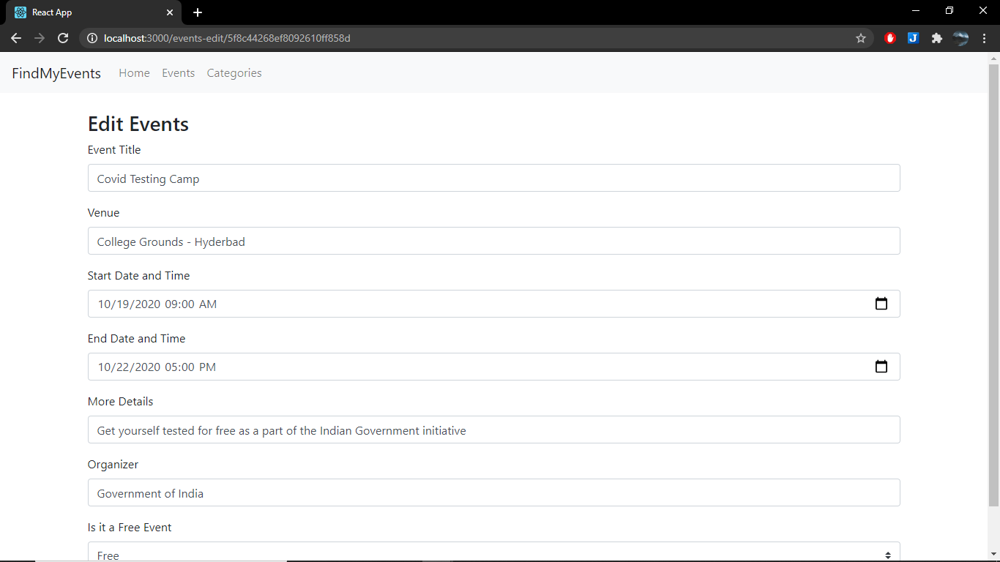 React App
localhost:3000/events-edit/5f8c44268ef8092610ff858d
FindMyEvents Home Events Categories
Edit Events
Event Title
Covid Testing Camp
Venue
College Grounds - Hyderbad
Start Date and Time
10/19/2020 09:00 AM
End Date and Time
10/22/2020 05:00 PM
More Details
Get yourself tested for free as a part of the Indian Government initiative
Organizer
Government of India
Is it a Free Event
Free